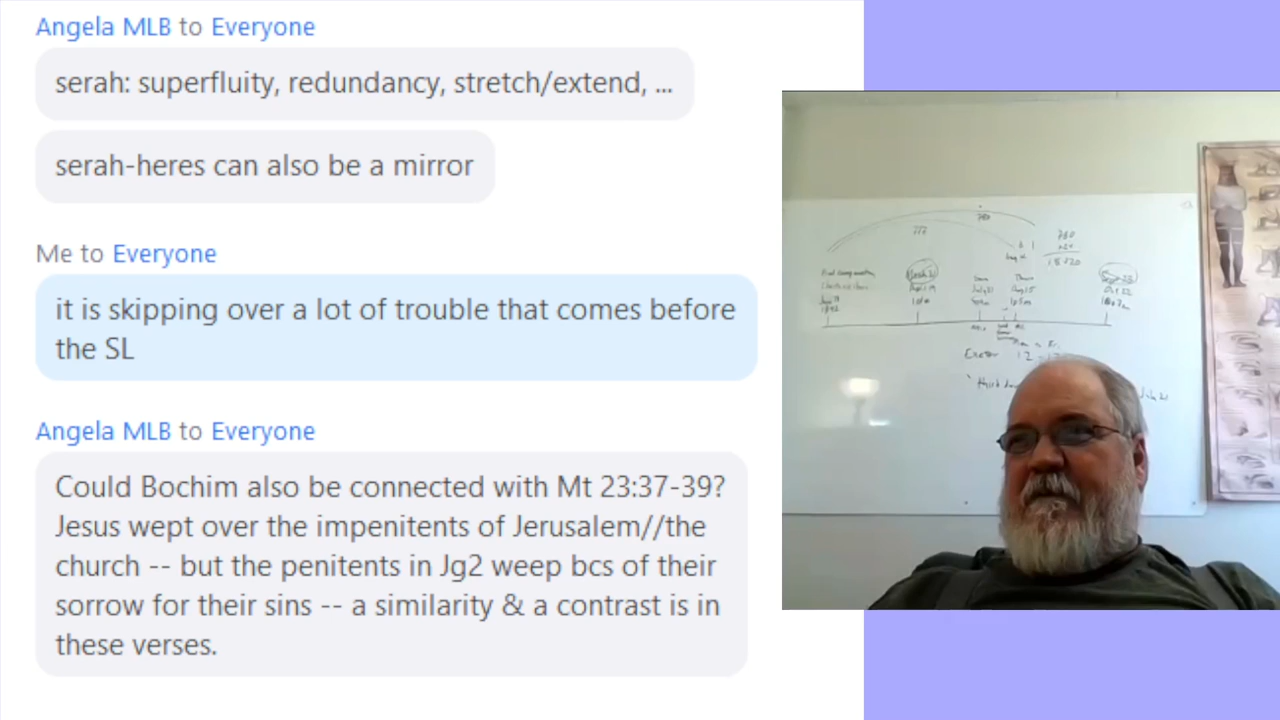 Angela MLB to Everyone
serah: superfluity, redundancy, stretch/extend, ...
serah-heres can also be a mirror
Me to Everyone
it is skipping over a lot of trouble that comes before
the SL
Angela MLB to Everyone
Could Bochim also be connected with Mt 23:37-39?
Jesus wept over the impenitents of Jerusalem//the
church -- but the penitents in Jg2 weep bcs of their
sorrow for their sins -- a similarity & a contrast is in
these verses.
777
Exeter